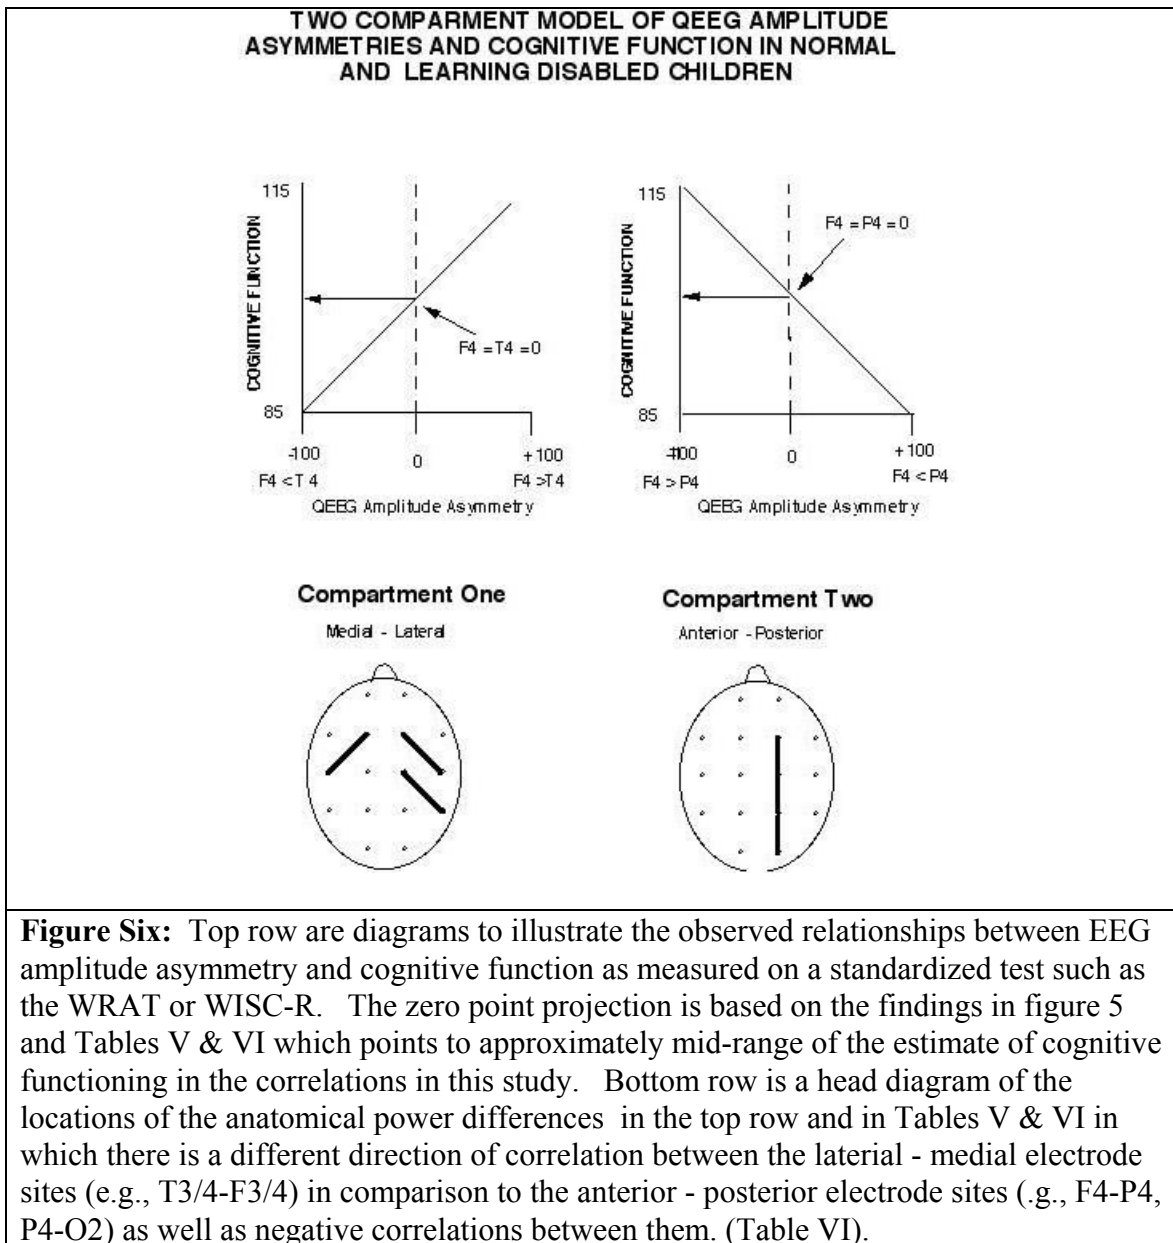 TWO COMPARMENT MODEL OF QEEG AMPLITUDE
ASYMMETRIES AND COGNITIVE FUNCTION IN NORMAL
AND LEARNING DISABLED CHILDREN
115
COGNITIVE FUNCTION
F4 = T4 = 0
85
-100
0
+100
F4 < T4
F4 > T4
QEEG Amplitude Asymmetry
115
COGNITIVE FUNCTION
F4 = P4 = 0
85
0
+100
F4 > P4
F4 < P4
QEEG Amplitude Asymmetry
Compartment One
Medial - Lateral
Compartment Two
Anterior - Posterior
Figure Six: Top row are diagrams to illustrate the observed relationships between EEG
amplitude asymmetry and cognitive function as measured on a standardized test such as
the WRAT or WISC-R. The zero point projection is based on the findings in figure 5
and Tables V & VI which points to approximately mid-range of the estimate of cognitive
functioning in the correlations in this study. Bottom row is a head diagram of the
locations of the anatomical power differences in the top row and in Tables V & VI in
which there is a different direction of correlation between the laterial - medial electrode
sites (e.g., T3/4-F3/4) in comparison to the anterior - posterior electrode sites (.g., F4-P4,
P4-O2) as well as negative correlations between them. (Table VI).